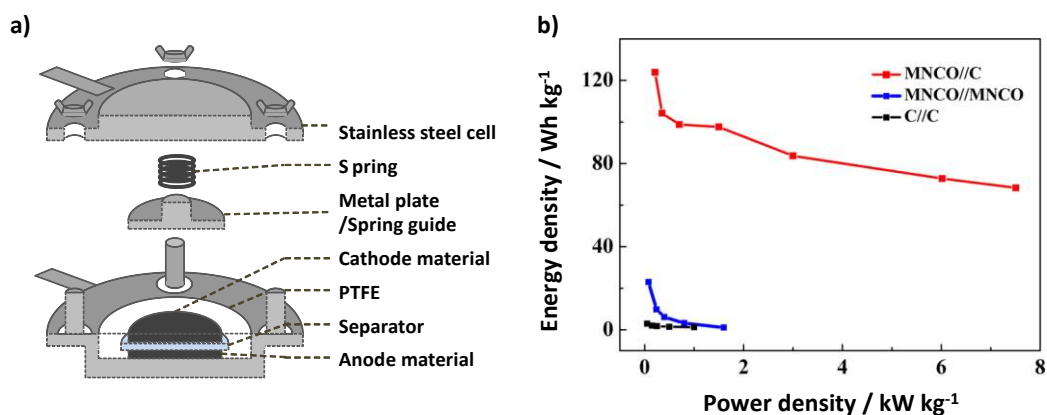 a)
Stainless steel cell
S pring
Metal plate
/Spring guide
Cathode material
PTFE
Separator
Anode material
b)
Energy density / Wh kg⁻¹
120
80
40
0
MNCO//C
MNCO//MNCO
C//C
0
2
4
6
8
Power density / kW kg⁻¹